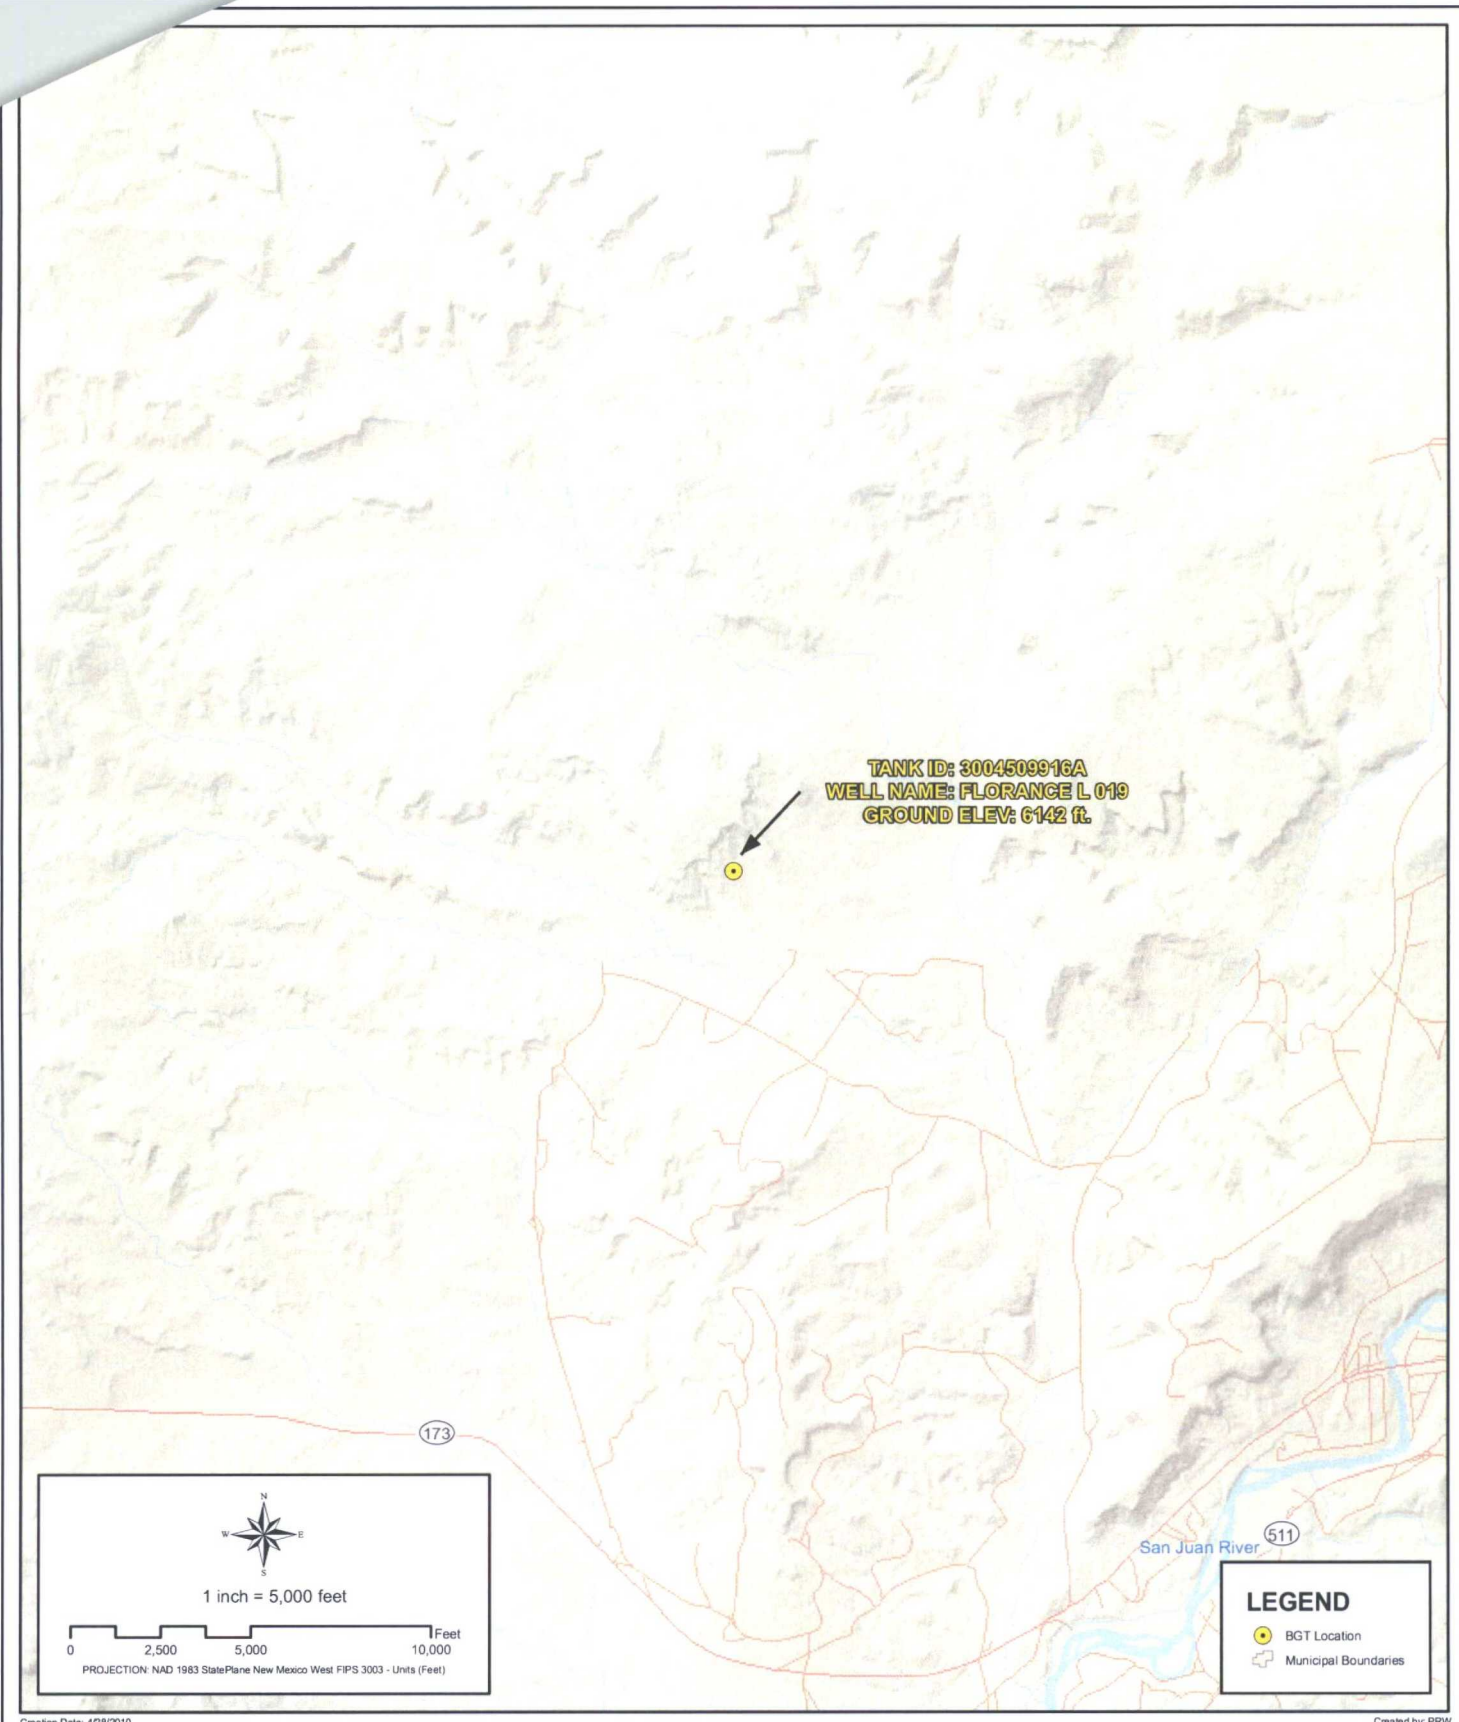 TANK ID: 3004509916A
WELL NAME: FLORANCE L 019
GROUND ELEV: 6142 ft.
173
511
San Juan River
N
W E
S
1 inch = 5,000 feet
Feet
0 2,500 5,000 10,000
PROJECTION: NAD 1983 StatePlane New Mexico West FIPS 3003 - Units (Feet)
LEGEND
BGT Location
Municipal Boundaries